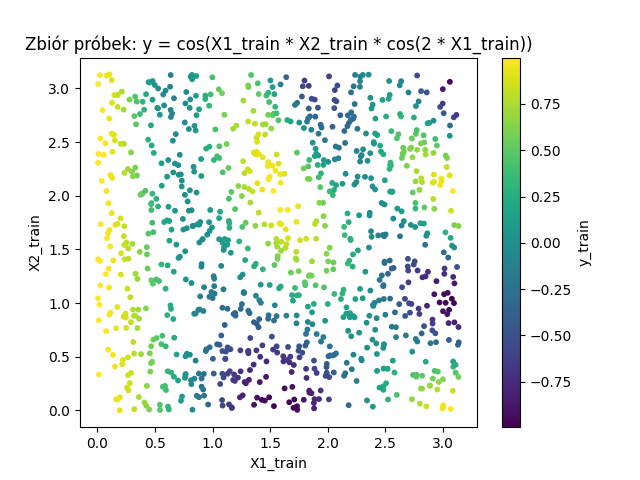 Zbiór próbek: y = cos(X1_train * X2_train * cos(2 * X1_train))
3.0
2.5
2.0
1.5
1.0
0.5
0.0
X2_train
0.0 0.5 1.0 1.5 2.0 2.5 3.0
X1_train
0.75
0.50
0.25
0.00
−0.25
−0.50
−0.75
y_train